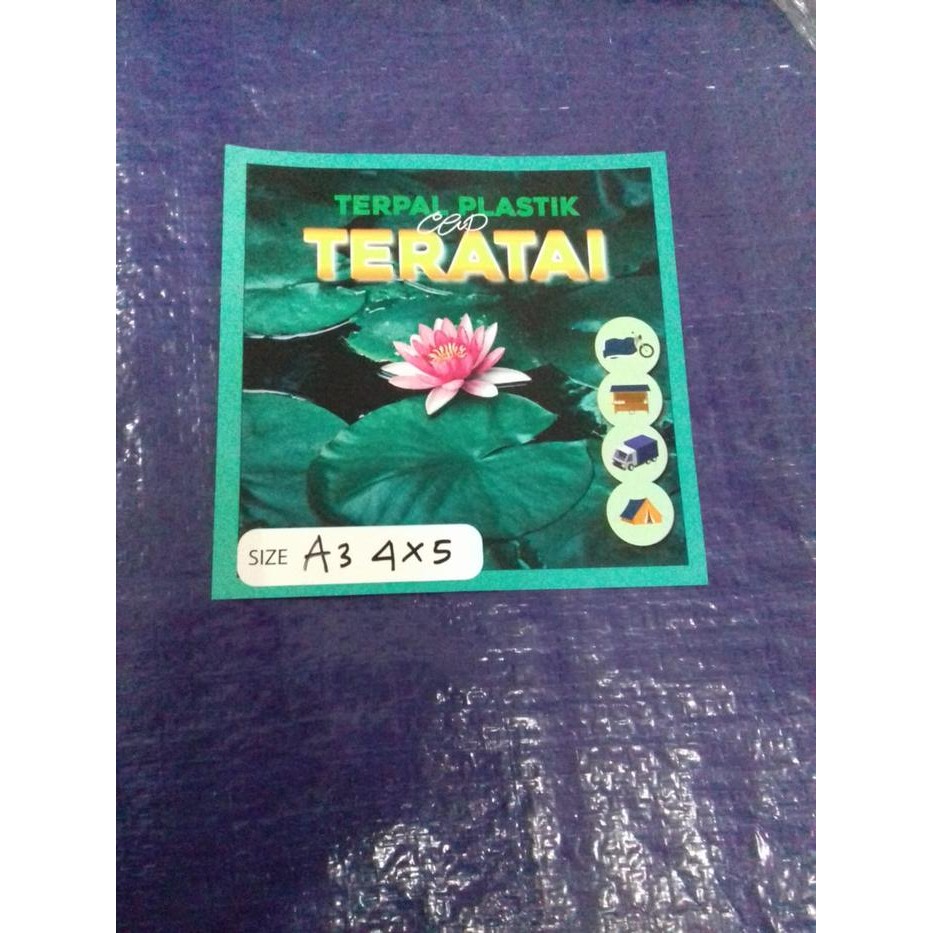 TERPAL PLASTIK
Cap
TERATAI
SIZE A3 4X5